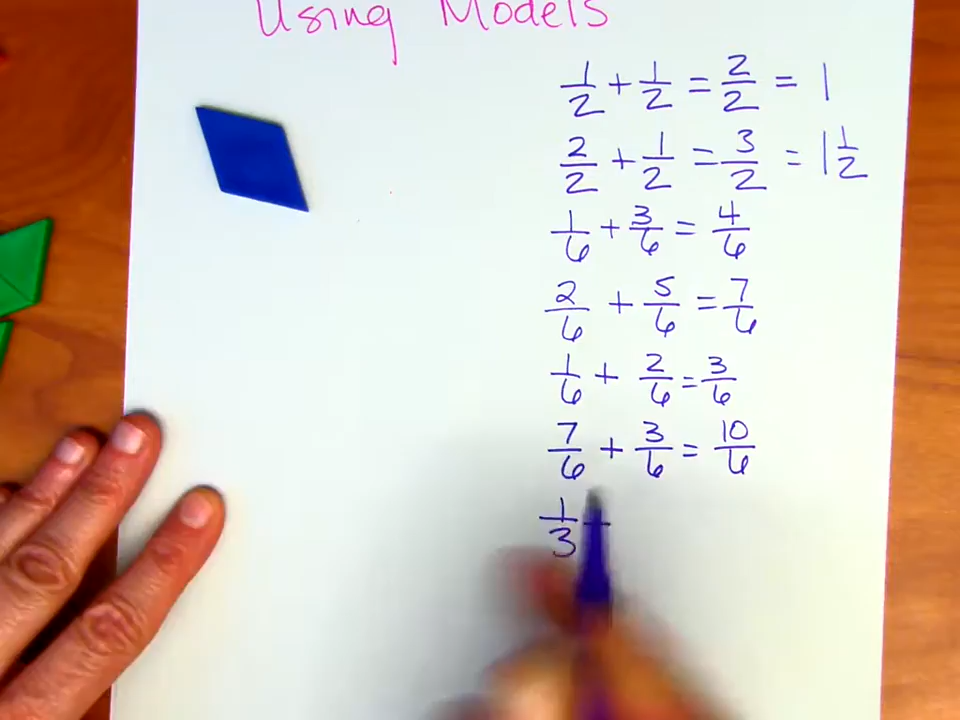 Using Models
1/2 + 1/2 = 2/2 = 1
2/2 + 1/2 = 3/2 = 1 1/2
1/6 + 3/6 = 4/6
2/6 + 5/6 = 7/6
1/6 + 2/6 = 3/6
7/6 + 3/6 = 10/6
1/3 +